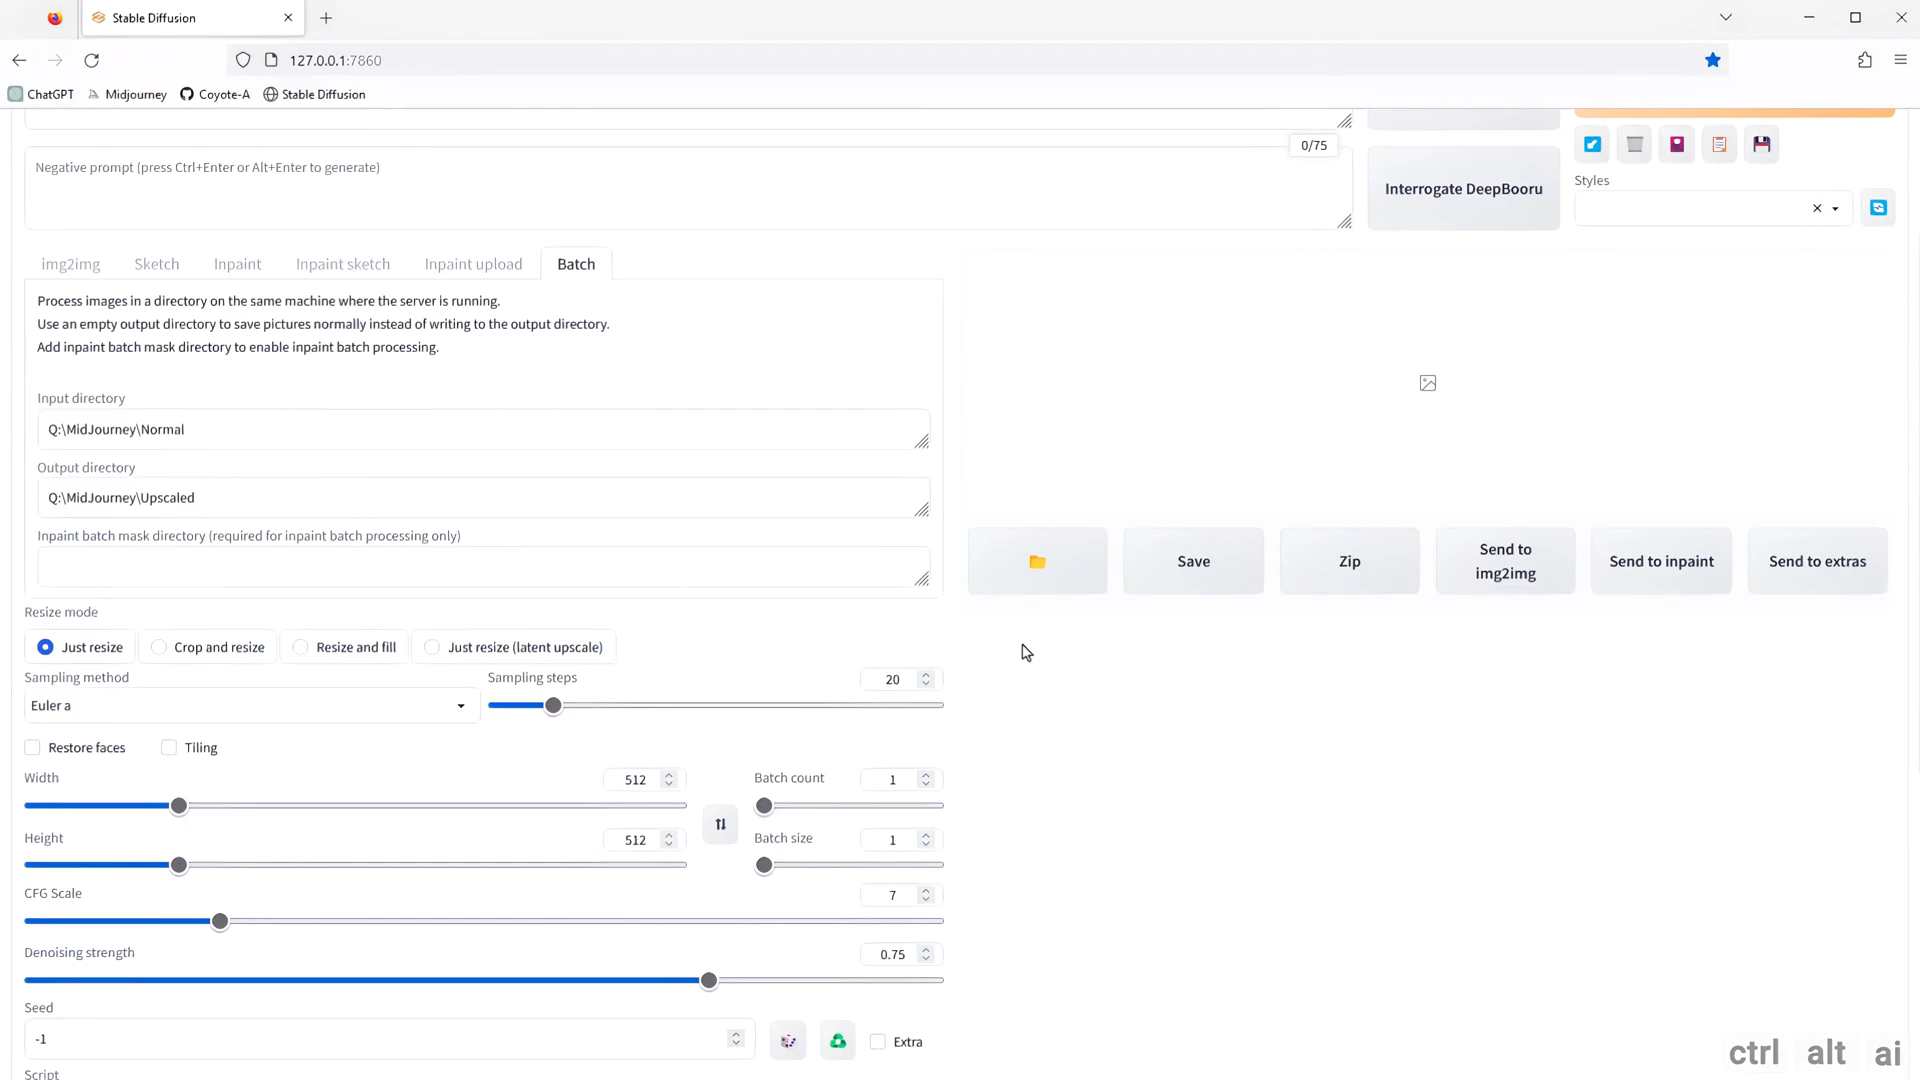 Stable Diffusion
127.0.0.1:7860
ChatGPT
Midjourney
Coyote-A
Stable Diffusion
0/75
Negative prompt (press Ctrl+Enter or Alt+Enter to generate)
Interrogate DeepBooru
Styles
img2img
Sketch
Inpaint
Inpaint sketch
Inpaint upload
Batch
Process images in a directory on the same machine where the server is running.
Use an empty output directory to save pictures normally instead of writing to the output directory.
Add inpaint batch mask directory to enable inpaint batch processing.
Input directory
Q:\MidJourney\Normal
Output directory
Q:\MidJourney\Upscaled
Inpaint batch mask directory (required for inpaint batch processing only)
Save
Zip
Send to
img2img
Send to inpaint
Send to extras
Resize mode
Just resize
Crop and resize
Resize and fill
Just resize (latent upscale)
Sampling method
Euler a
Sampling steps
20
Restore faces
Tiling
Width
512
Batch count
1
Height
512
Batch size
1
CFG Scale
7
Denoising strength
0.75
Seed
-1
Extra
Script
ctrl alt ai